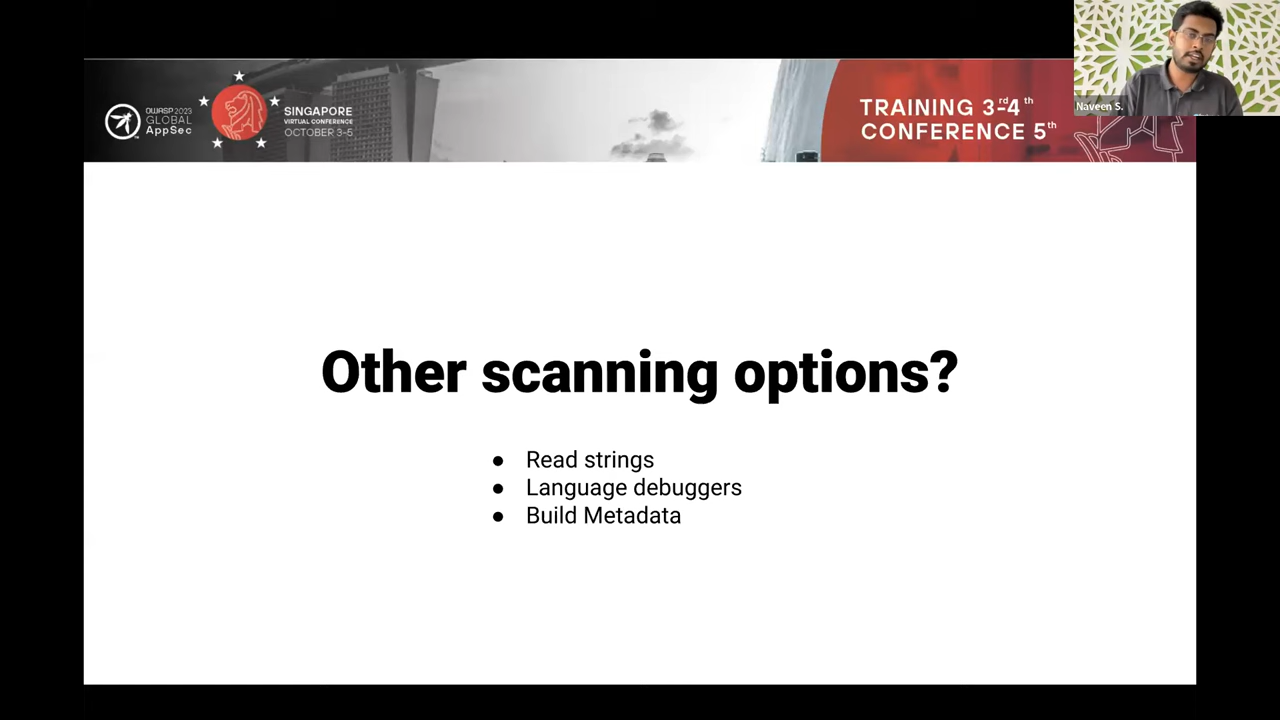 OWASP 2023
GLOBAL
AppSec
SINGAPORE
VIRTUAL CONFERENCE
OCTOBER 3-5
TRAINING 3rd-4th
CONFERENCE 5th
Naveen S.
Other scanning options?
● Read strings
● Language debuggers
● Build Metadata